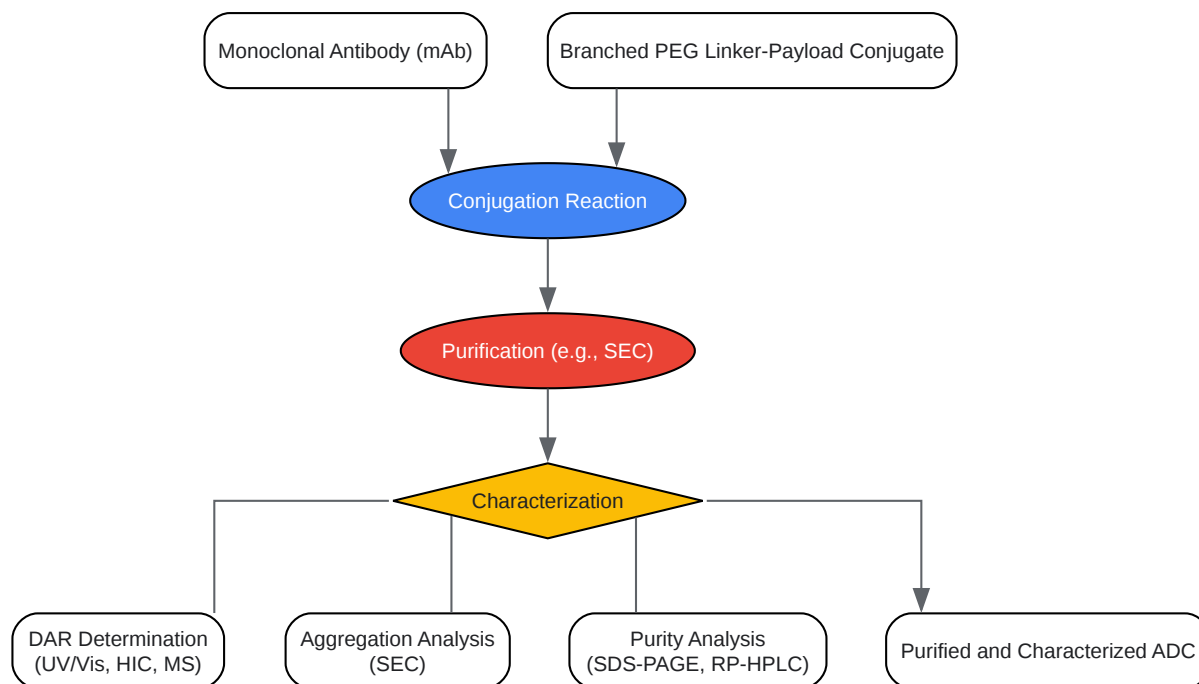 Monoclonal Antibody (mAb)
Branched PEG Linker-Payload Conjugate
Conjugation Reaction
Purification (e.g., SEC)
Characterization
DAR Determination
(UV/Vis, HIC, MS)
Aggregation Analysis
(SEC)
Purity Analysis
(SDS-PAGE, RP-HPLC)
Purified and Characterized ADC